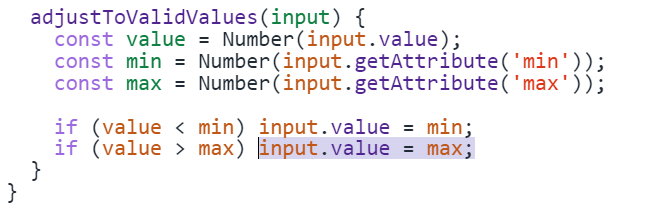 adjustToValidValues(input) {
const value = Number(input.value);
const min = Number(input.getAttribute('min'));
const max = Number(input.getAttribute('max'));
if (value < min) input.value = min;
if (value > max) input.value = max;
}
}